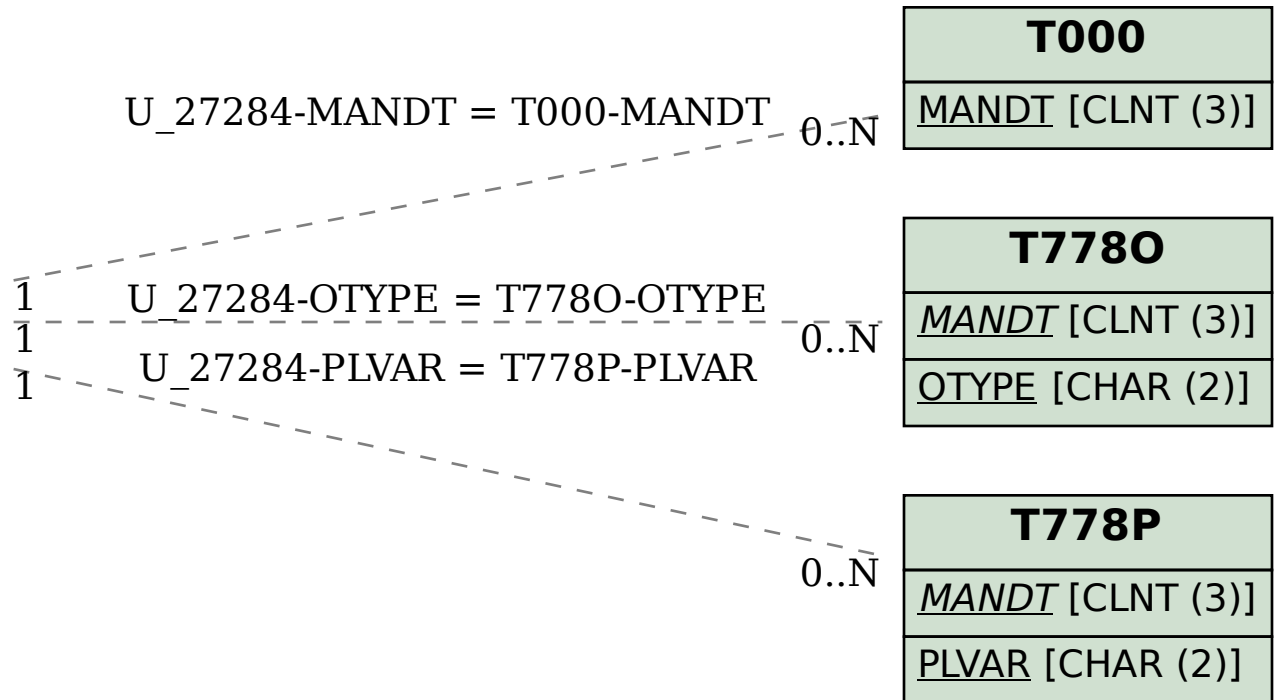 T000
MANDT [CLNT (3)]
U_27284-MANDT = T000-MANDT
0..N
1
U_27284-OTYPE = T778O-OTYPE
0..N
1
T778O
MANDT [CLNT (3)]
OTYPE [CHAR (2)]
U_27284-PLVAR = T778P-PLVAR
1
0..N
T778P
MANDT [CLNT (3)]
PLVAR [CHAR (2)]